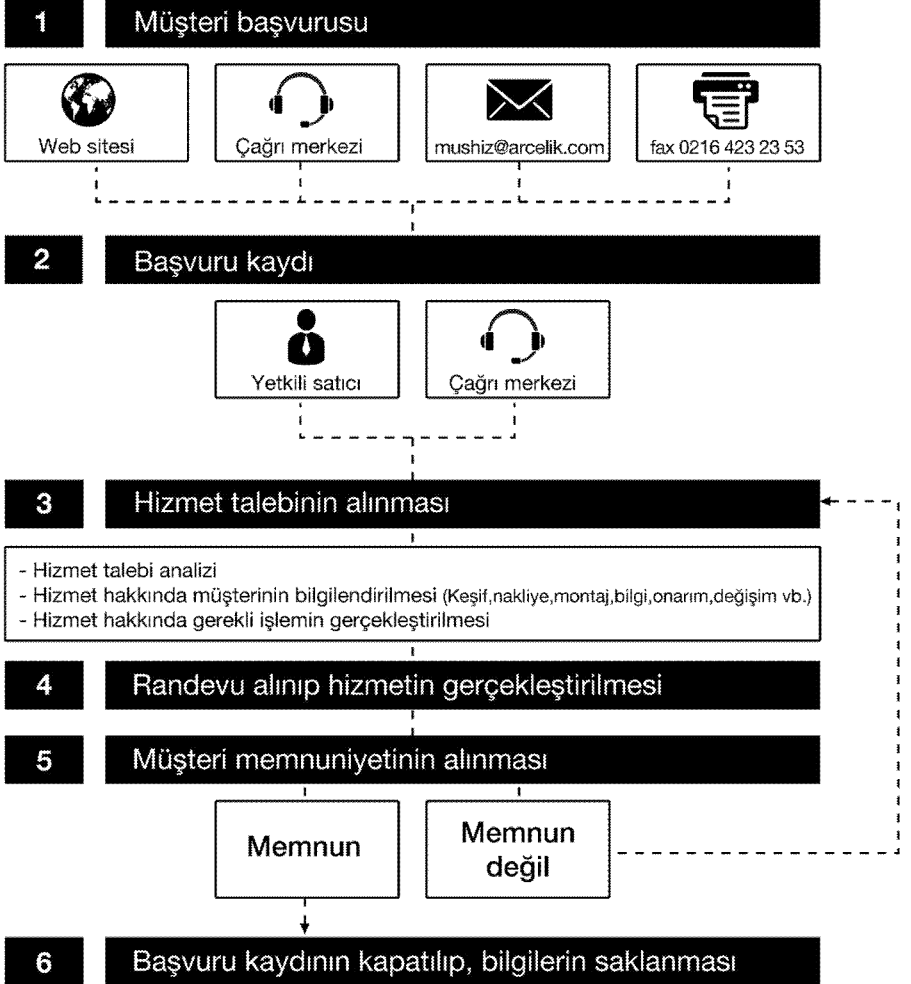 1 Müşteri başvurusu
Web sitesi
Çağrı merkezi
mushiz@arcelik.com
fax 0216 423 23 53
2 Başvuru kaydı
Yetkili satıcı
Çağrı merkezi
3 Hizmet talebinin alınması
- Hizmet talebi analizi
- Hizmet hakkında müşterinin bilgilendirilmesi (Keşif,nakliye,montaj,bilgi,onarım,değişim vb.)
- Hizmet hakkında gerekli işlemin gerçekleştirilmesi
4 Randevu alınıp hizmetin gerçekleştirilmesi
5 Müşteri memnuniyetinin alınması
Memnun
Memnun
değil
6 Başvuru kaydının kapatılıp, bilgilerin saklanması